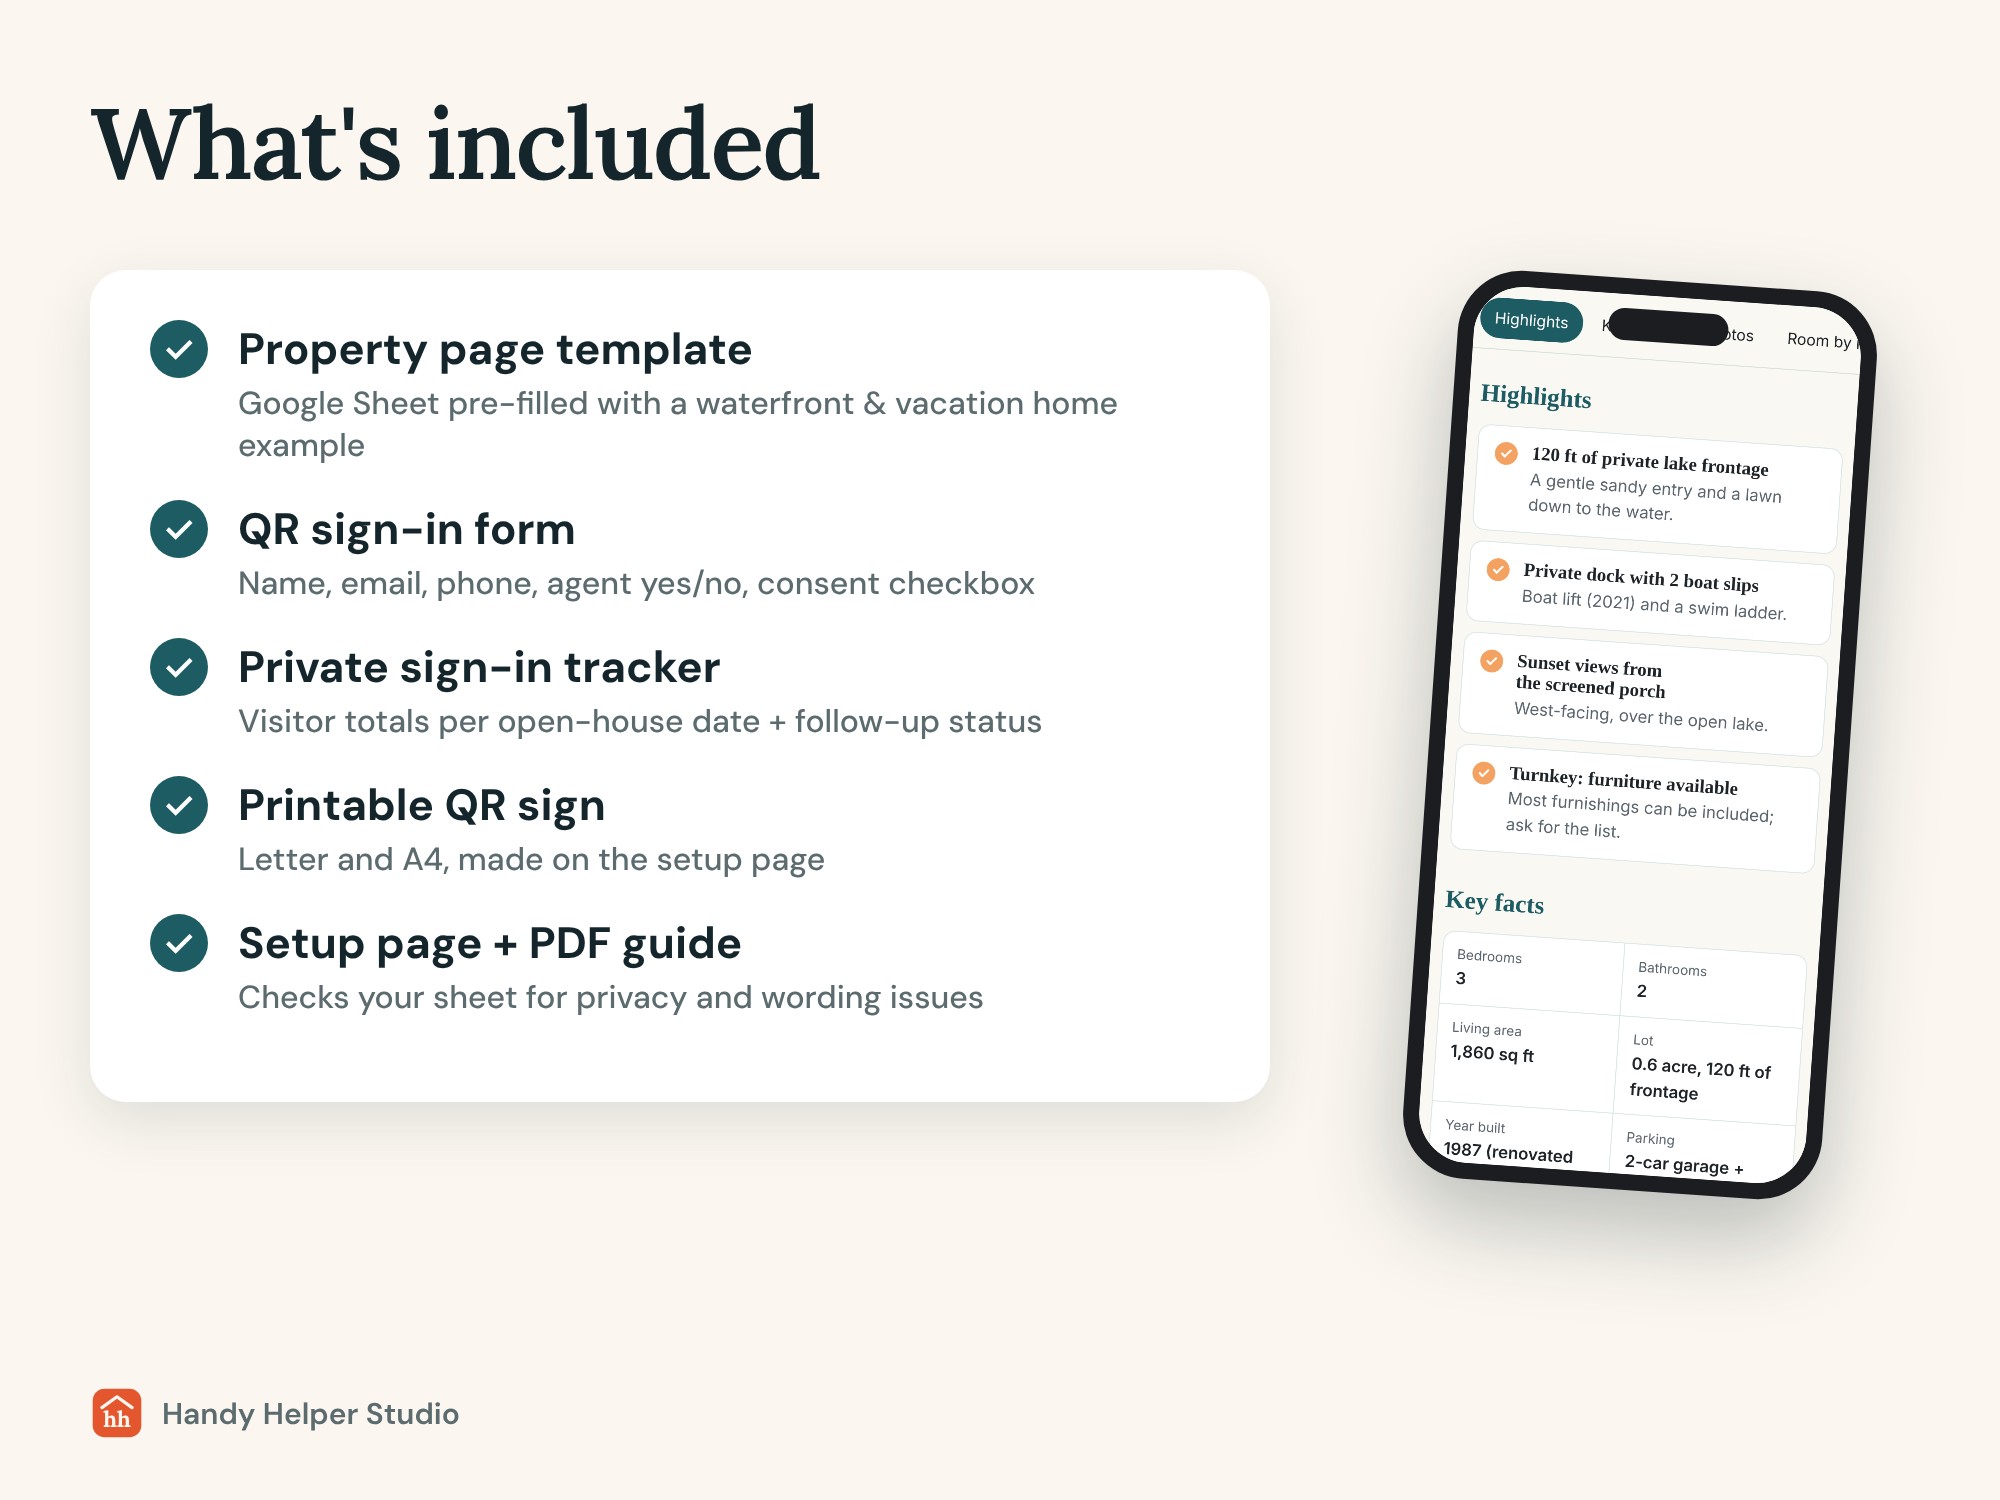 What's included
Property page template
Google Sheet pre-filled with a waterfront & vacation home
example
QR sign-in form
Name, email, phone, agent yes/no, consent checkbox
Private sign-in tracker
Visitor totals per open-house date + follow-up status
Printable QR sign
Letter and A4, made on the setup page
Setup page + PDF guide
Checks your sheet for privacy and wording issues
Highlights Room by
Highlights
120 ft of private lake frontage
A gentle sandy entry and a lawn
down to the water.
Private dock with 2 boat slips
Boat lift (2021) and a swim ladder.
Sunset views from
the screened porch
West-facing, over the open lake.
Turnkey: furniture available
Most furnishings can be included;
ask for the list.
Key facts
Bedrooms
3
Bathrooms
2
Living area
1,860 sq ft
Lot
0.6 acre, 120 ft of
frontage
Year built
1987 (renovated
Parking
2-car garage +
hh
Handy Helper Studio